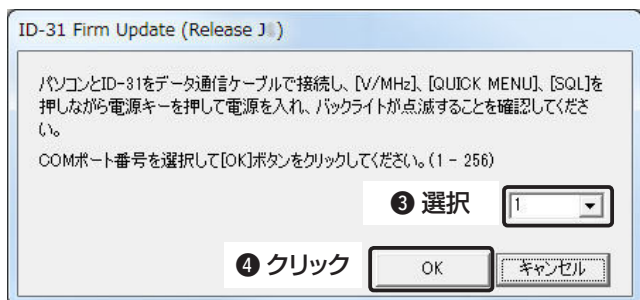 ID-31 Firm Update (Release J )
パソコンとID-31をデータ通信ケーブルで接続し、[V/MHz]、[QUICK MENU]、[SQL]を
押しながら電源キーを押して電源を入れ、バックライトが点滅することを確認してくださ
い。
COMポート番号を選択して[OK]ボタンをクリックしてください。(1 - 256)
❸ 選択 1
❹ クリック OK キャンセル